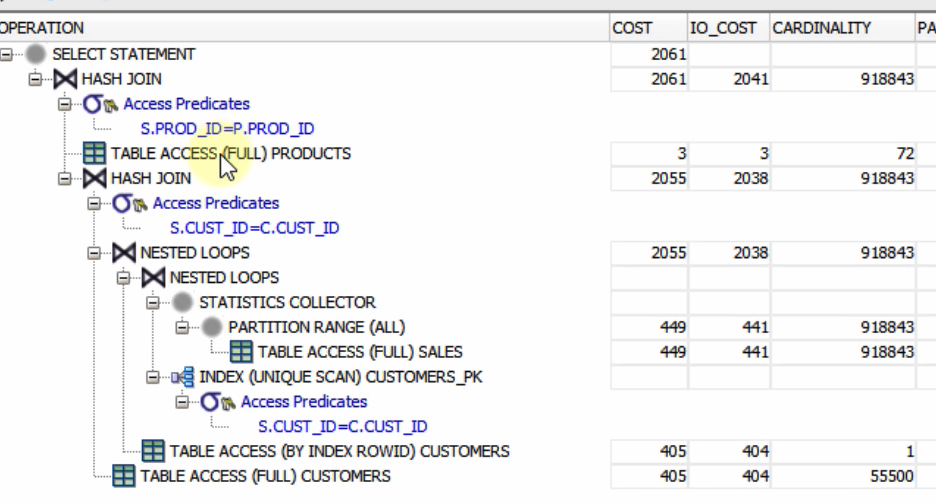 OPERATION COST IO_COST CARDINALITY PA
SELECT STATEMENT 2061
HASH JOIN 2061 2041 918843
Access Predicates
S.PROD_ID=P.PROD_ID
TABLE ACCESS (FULL) PRODUCTS 3 3 72
HASH JOIN 2055 2038 918843
Access Predicates
S.CUST_ID=C.CUST_ID
NESTED LOOPS 2055 2038 918843
NESTED LOOPS
STATISTICS COLLECTOR
PARTITION RANGE (ALL) 449 441 918843
TABLE ACCESS (FULL) SALES 449 441 918843
INDEX (UNIQUE SCAN) CUSTOMERS_PK
Access Predicates
S.CUST_ID=C.CUST_ID
TABLE ACCESS (BY INDEX ROWID) CUSTOMERS 405 404 1
TABLE ACCESS (FULL) CUSTOMERS 405 404 55500